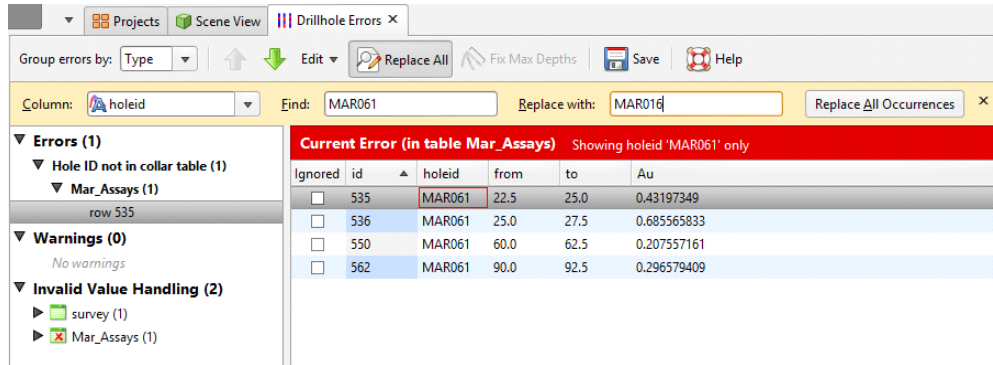 Projects Scene View Drillhole Errors
Group errors by: Type Edit Replace All Fix Max Depths Save Help
Column: holeid Find: MAR061 Replace with: MAR016 Replace All Occurrences
Errors (1)
Hole ID not in collar table (1)
Mar_Assays (1)
row 535
Warnings (0)
No warnings
Invalid Value Handling (2)
survey (1)
Mar_Assays (1)
Current Error (in table Mar_Assays) Showing holeid 'MAR061' only
Ignored id holeid from to Au
535 MAR061 22.5 25.0 0.43197349
536 MAR061 25.0 27.5 0.685565833
550 MAR061 60.0 62.5 0.207557161
562 MAR061 90.0 92.5 0.296579409